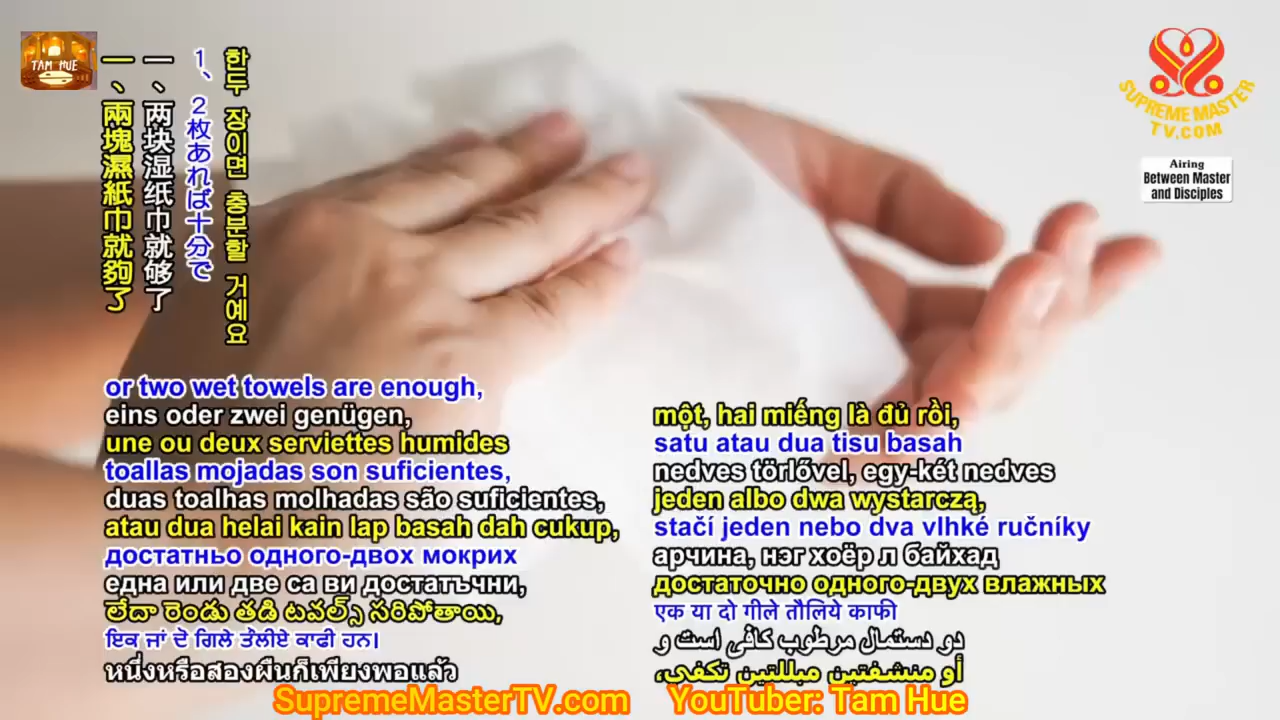 TAM HUE
一、兩塊濕紙巾就夠了
一、两块湿纸巾就够了
1、2枚あれば十分で
한두 장이면 충분할 거예요
SUPREME MASTER
TV.COM
Airing
Between Master
and Disciples
or two wet towels are enough,
eins oder zwei genügen,
une ou deux serviettes humides
toallas mojadas son suficientes,
duas toalhas molhadas são suficientes,
atau dua helai kain lap basah dah cukup,
достатньо одного-двох мокрих
една или две са ви достатъчни,
లేదా రెండు తడి టవల్స్ సరిపోతాయి,
ਇਕ ਜਾਂ ਦੋ ਗਿਲੇ ਤੌਲੀਏ ਕਾਫੀ ਹਨ।
หนึ่งหรือสองผืนก็เพียงพอแล้ว
một, hai miếng là đủ rồi,
satu atau dua tisu basah
nedves törlővel, egy-két nedves
jeden albo dwa wystarczą,
stačí jeden nebo dva vlhké ručníky
арчина, нэг хоёр л байхад
достаточно одного-двух влажных
एक या दो गीले तौलिये काफी
دو دستمال مرطوب کافی است و
أو منشفتين مبللتين تكفي،
SupremeMasterTV.com
YouTuber: Tam Hue